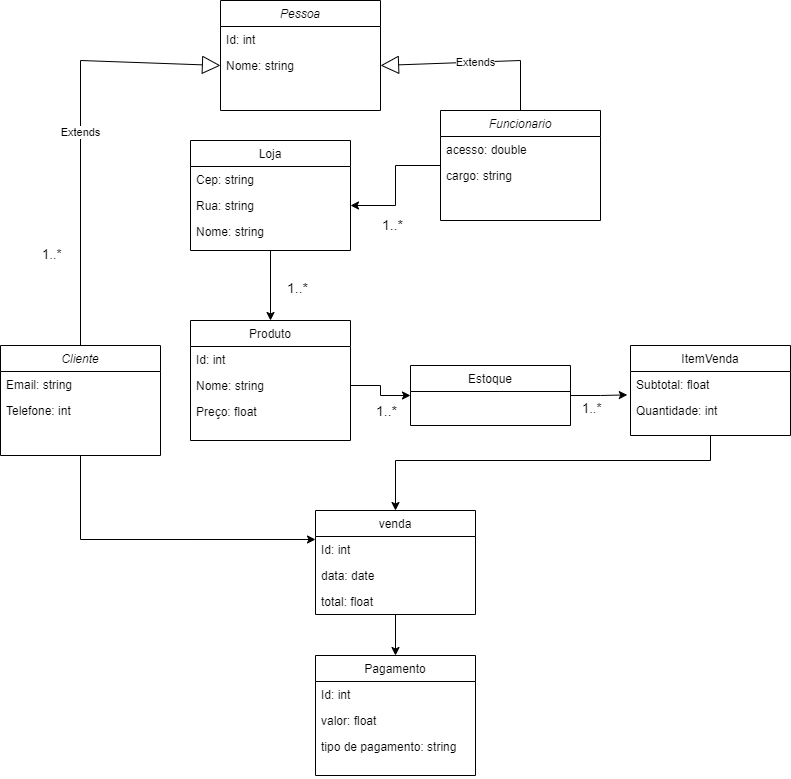 Pessoa
Id: int
Nome: string
Extends
Extends
Funcionario
acesso: double
cargo: string
Loja
Cep: string
Rua: string
Nome: string
1..*
1..*
1..*
Produto
Id: int
Nome: string
Preço: float
Cliente
Email: string
Telefone: int
Estoque
1..*
1..*
ItemVenda
Subtotal: float
Quantidade: int
venda
Id: int
data: date
total: float
Pagamento
Id: int
valor: float
tipo de pagamento: string